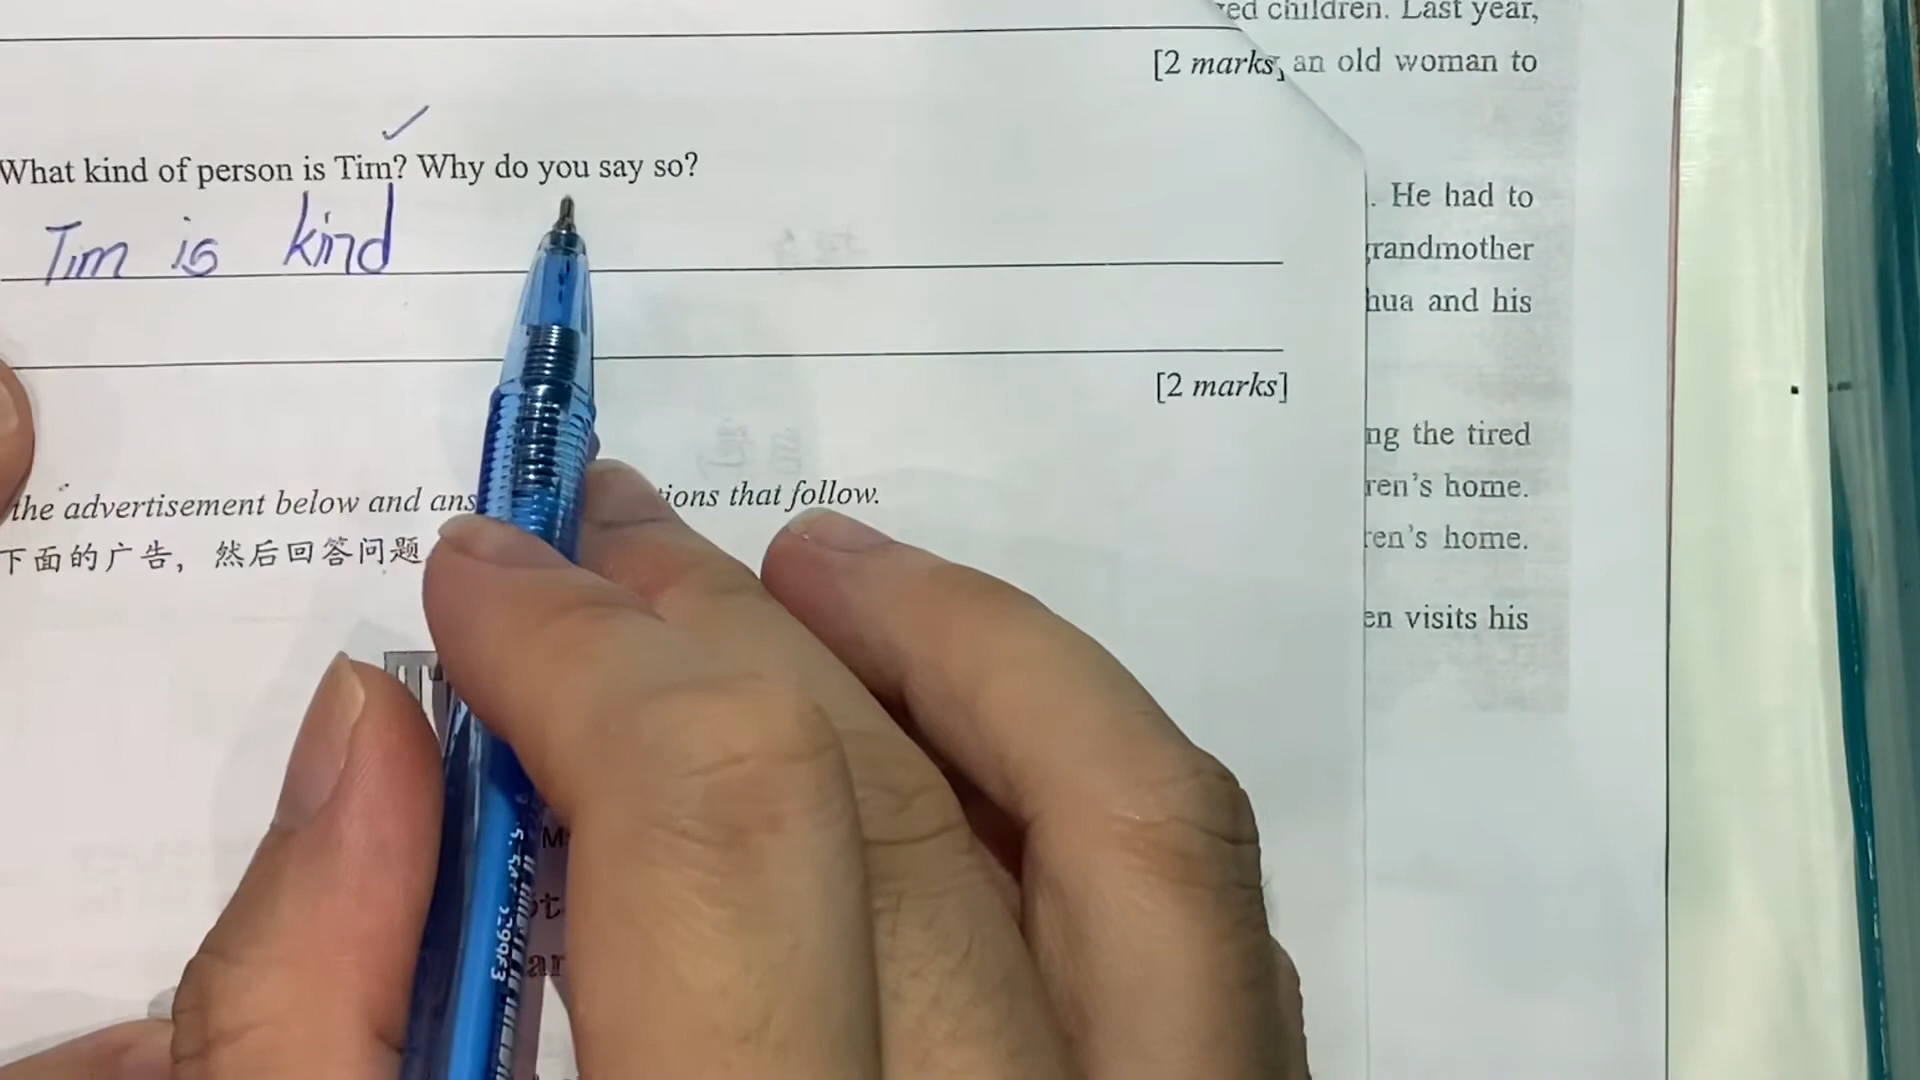 red children. Last year,
[2 marks] an old woman to
What kind of person is Tim? Why do you say so?
Tim is kind
. He had to
grandmother
hua and his
[2 marks]
ng the tired
ren's home.
the advertisement below and ans ions that follow.
ren's home.
下面的广告，然后回答问题
en visits his